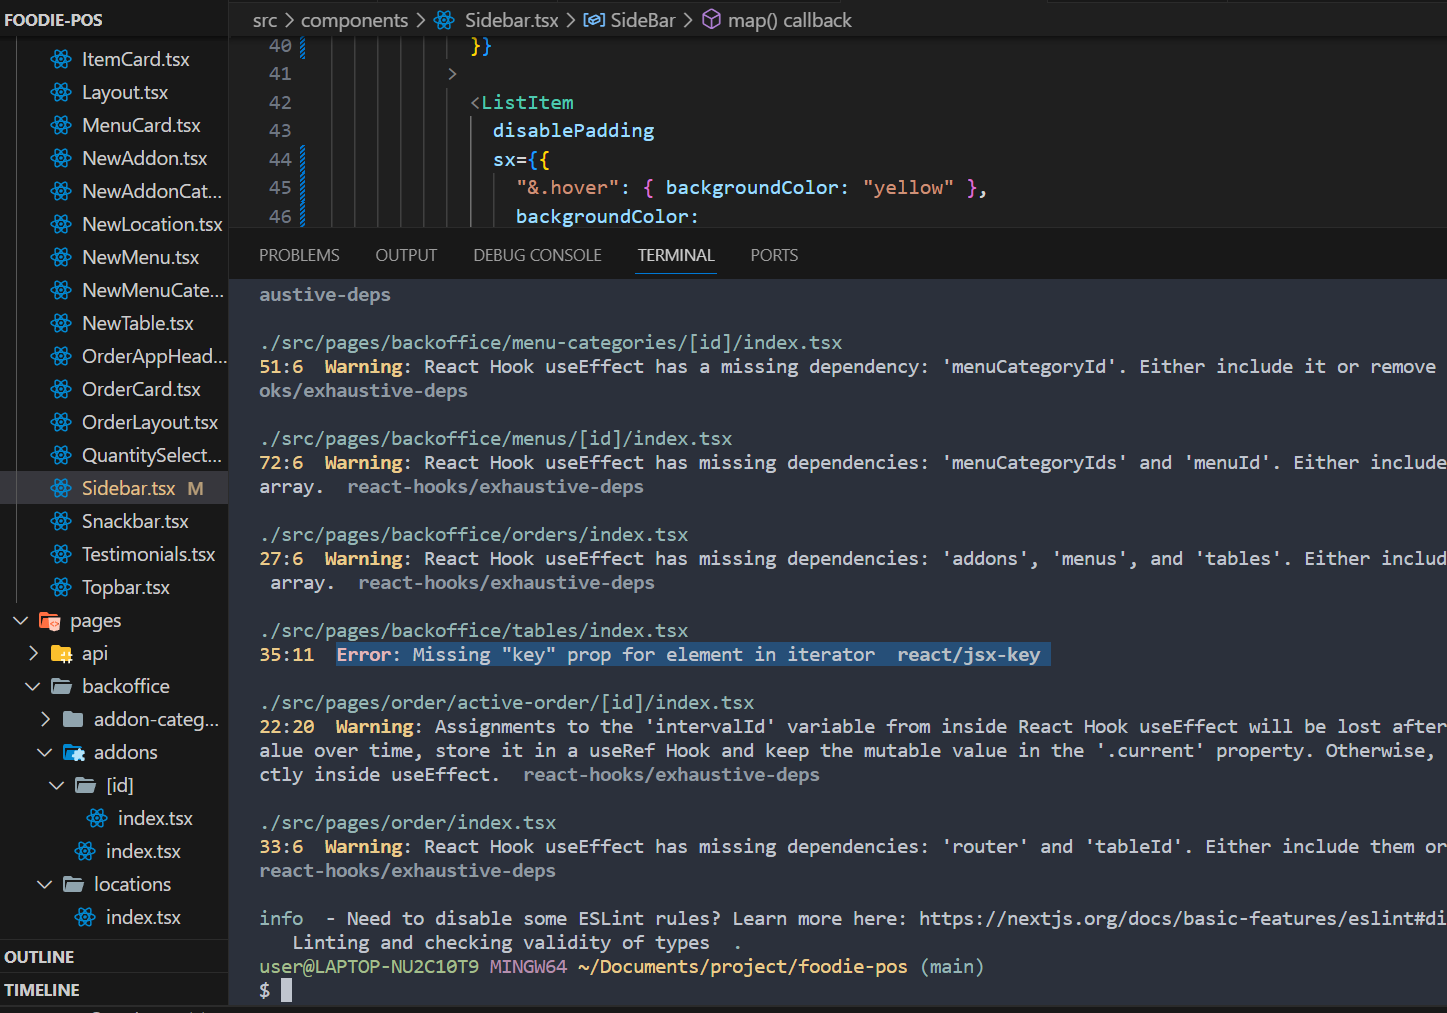 FOODIE-POS
ItemCard.tsx
Layout.tsx
MenuCard.tsx
NewAddon.tsx
NewAddonCat...
NewLocation.tsx
NewMenu.tsx
NewMenuCate...
NewTable.tsx
OrderAppHead...
OrderCard.tsx
OrderLayout.tsx
QuantitySelect...
Sidebar.tsx M
Snackbar.tsx
Testimonials.tsx
Topbar.tsx
pages
api
backoffice
addon-categ...
addons
[id]
index.tsx
index.tsx
locations
index.tsx
OUTLINE
TIMELINE
src > components > Sidebar.tsx > SideBar > map() callback
40 }}
41 >
42 <ListItem
43 disablePadding
44 sx={{
45 "&.hover": { backgroundColor: "yellow" },
46 backgroundColor:
PROBLEMS OUTPUT DEBUG CONSOLE TERMINAL PORTS
austive-deps
./src/pages/backoffice/menu-categories/[id]/index.tsx
51:6 Warning: React Hook useEffect has a missing dependency: 'menuCategoryId'. Either include it or remove
oks/exhaustive-deps
./src/pages/backoffice/menus/[id]/index.tsx
72:6 Warning: React Hook useEffect has missing dependencies: 'menuCategoryIds' and 'menuId'. Either include
array. react-hooks/exhaustive-deps
./src/pages/backoffice/orders/index.tsx
27:6 Warning: React Hook useEffect has missing dependencies: 'addons', 'menus', and 'tables'. Either includ
array. react-hooks/exhaustive-deps
./src/pages/backoffice/tables/index.tsx
35:11 Error: Missing "key" prop for element in iterator react/jsx-key
./src/pages/order/active-order/[id]/index.tsx
22:20 Warning: Assignments to the 'intervalId' variable from inside React Hook useEffect will be lost after
alue over time, store it in a useRef Hook and keep the mutable value in the '.current' property. Otherwise,
ctly inside useEffect. react-hooks/exhaustive-deps
./src/pages/order/index.tsx
33:6 Warning: React Hook useEffect has missing dependencies: 'router' and 'tableId'. Either include them or
react-hooks/exhaustive-deps
info - Need to disable some ESLint rules? Learn more here: https://nextjs.org/docs/basic-features/eslint#di
Linting and checking validity of types .
user@LAPTOP-NU2C10T9 MINGW64 ~/Documents/project/foodie-pos (main)
$